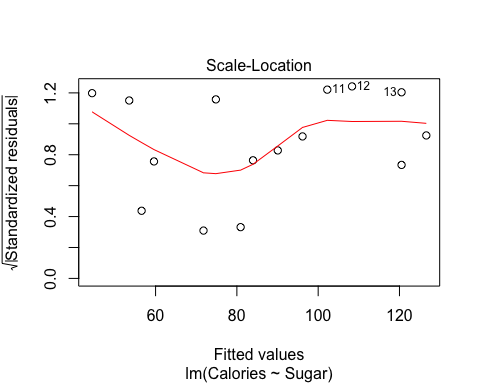 Scale-Location
√|Standardized residuals|
1.2
0.8
0.4
0.0
11
12
13
60
80
100
120
Fitted values
lm(Calories ~ Sugar)